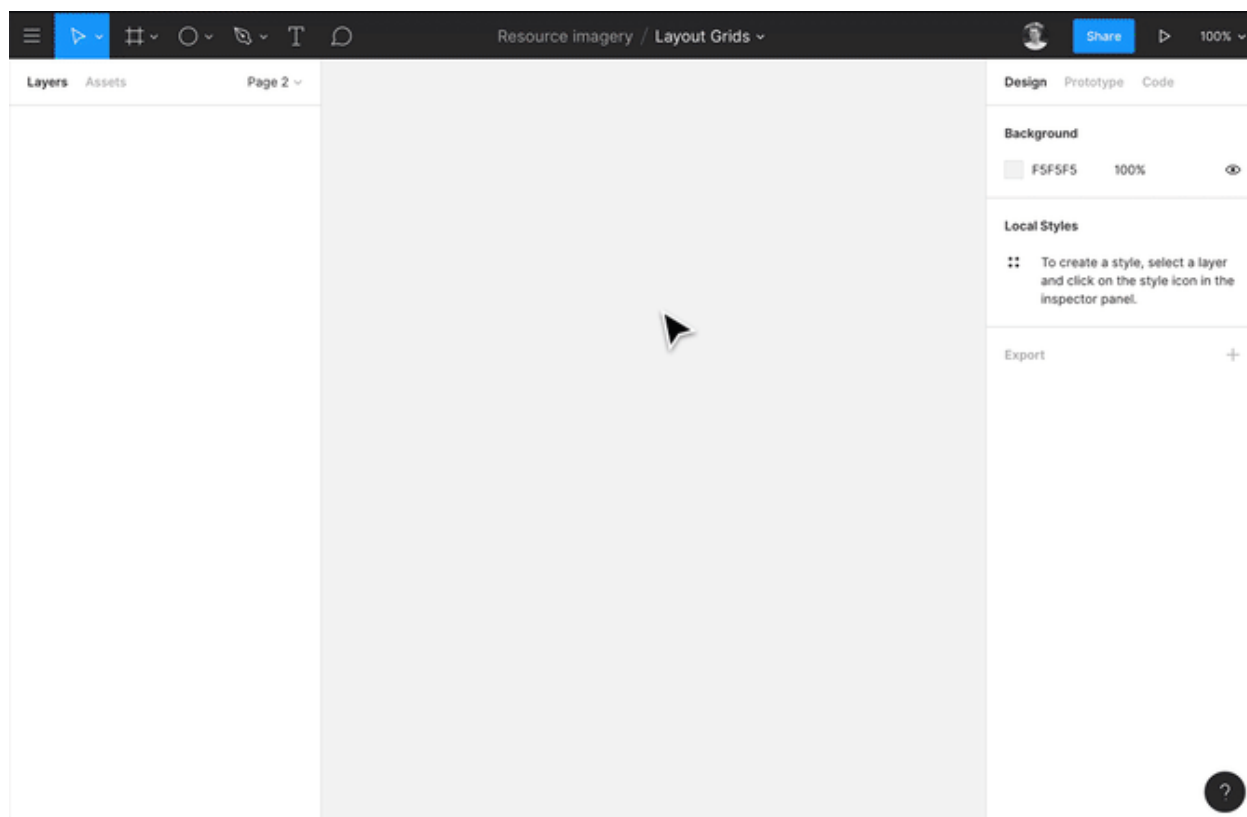 Resource imagery / Layout Grids
Share
100%
Layers Assets Page 2
Design Prototype Code
Background
F5F5F5 100%
Local Styles
To create a style, select a layer
and click on the style icon in the
inspector panel.
Export
?